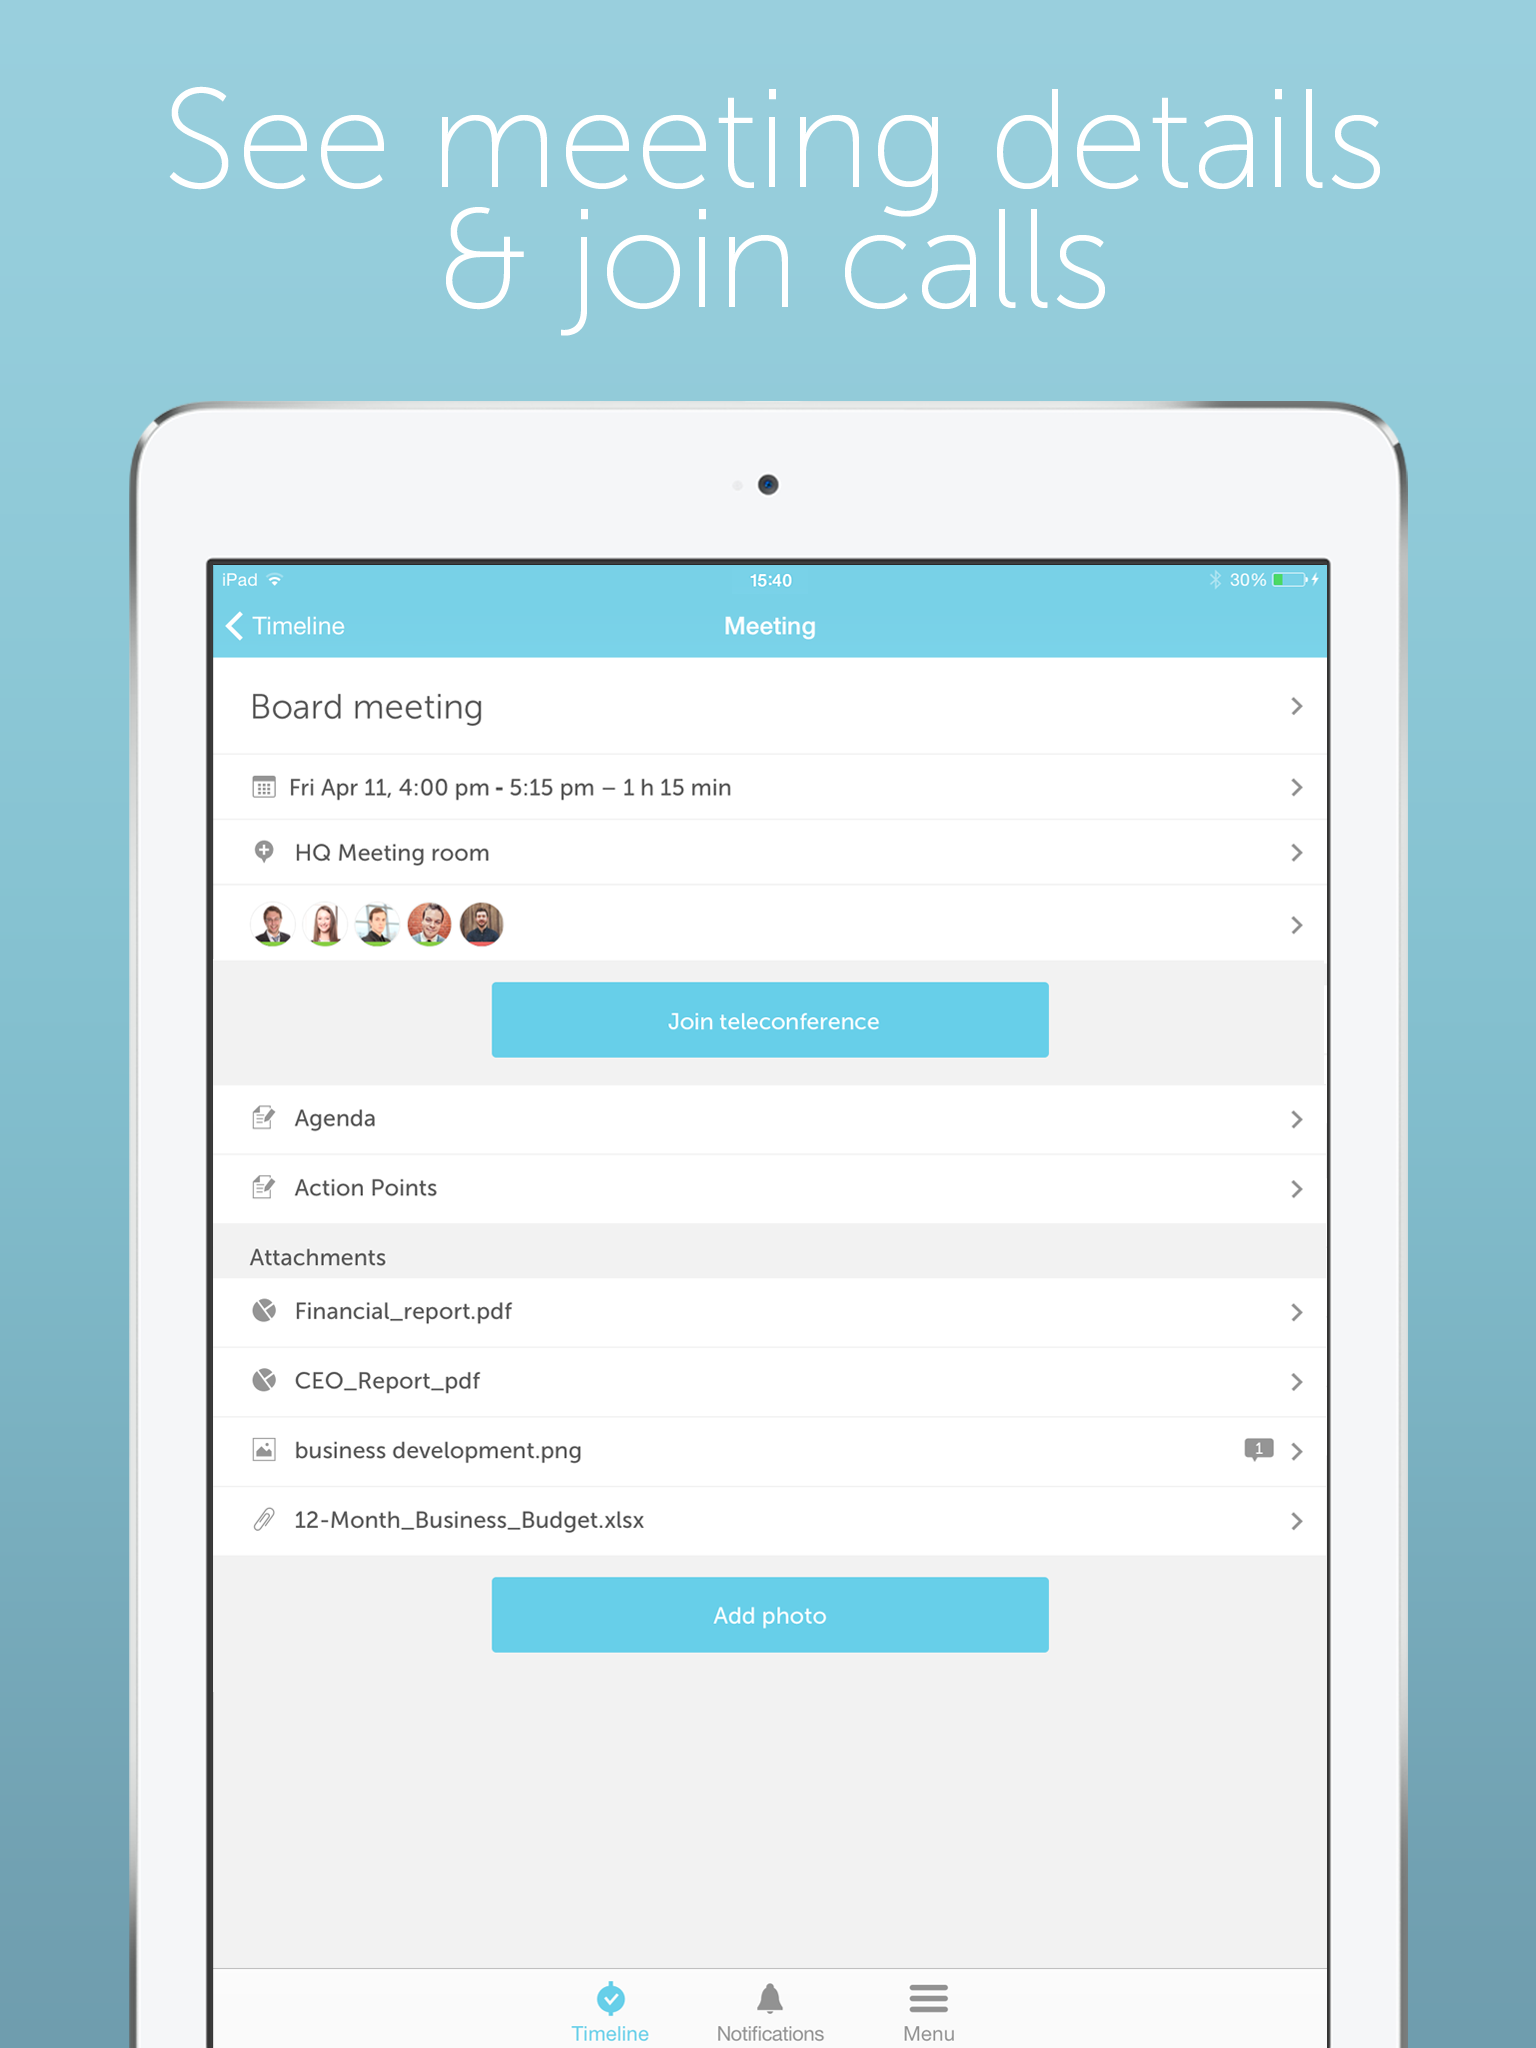 See meeting details
& join calls
iPad 15:40 30%
Timeline Meeting
Board meeting
Fri Apr 11, 4:00 pm - 5:15 pm – 1 h 15 min
HQ Meeting room
Join teleconference
Agenda
Action Points
Attachments
Financial_report.pdf
CEO_Report_pdf
business development.png 1
12-Month_Business_Budget.xlsx
Add photo
Timeline Notifications Menu